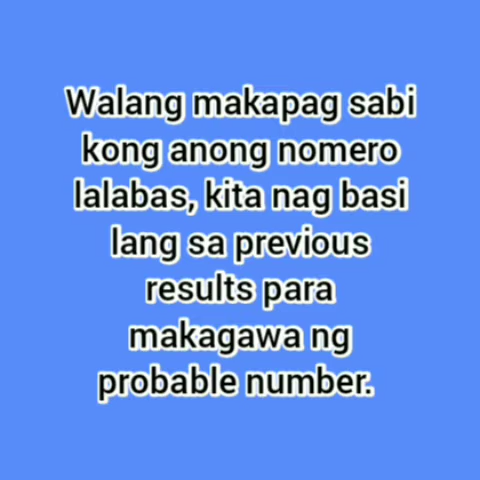 Walang makapag sabi
kong anong nomero
lalabas, kita nag basi
lang sa previous
results para
makagawa ng
probable number.